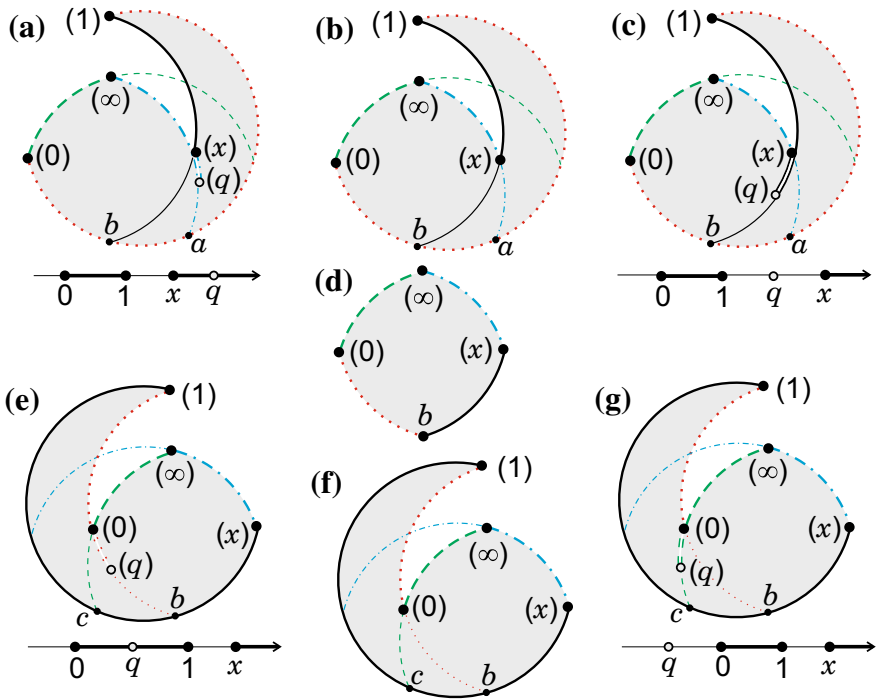 (a)
(1)
(∞)
(0)
(x)
(q)
b
a
0 1 x q
(b)
(1)
(∞)
(0)
(x)
b
a
(c)
(1)
(∞)
(0)
(x)
(q)
b
a
0 1 q x
(d)
(∞)
(0)
(x)
b
(e)
(1)
(∞)
(0)
(x)
(q)
c
b
0 q 1 x
(f)
(1)
(∞)
(0)
(x)
c
b
(g)
(1)
(∞)
(0)
(x)
(q)
c
b
q 0 1 x